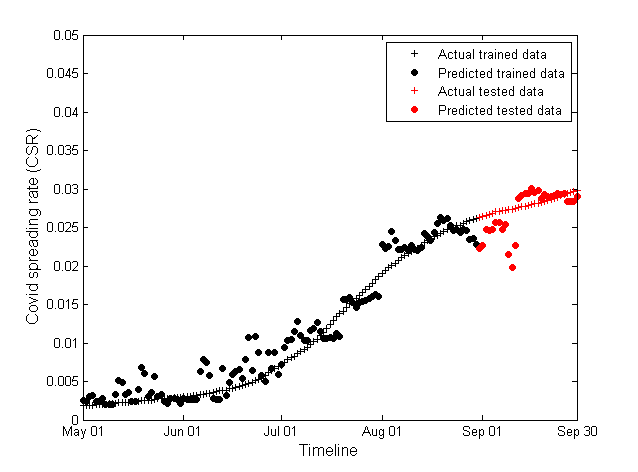 0.05
0.045
0.04
0.035
0.03
0.025
0.02
0.015
0.01
0.005
0
Covid spreading rate (CSR)
Actual trained data
Predicted trained data
Actual tested data
Predicted tested data
May 01 Jun 01 Jul 01 Aug 01 Sep 01 Sep 30
Timeline